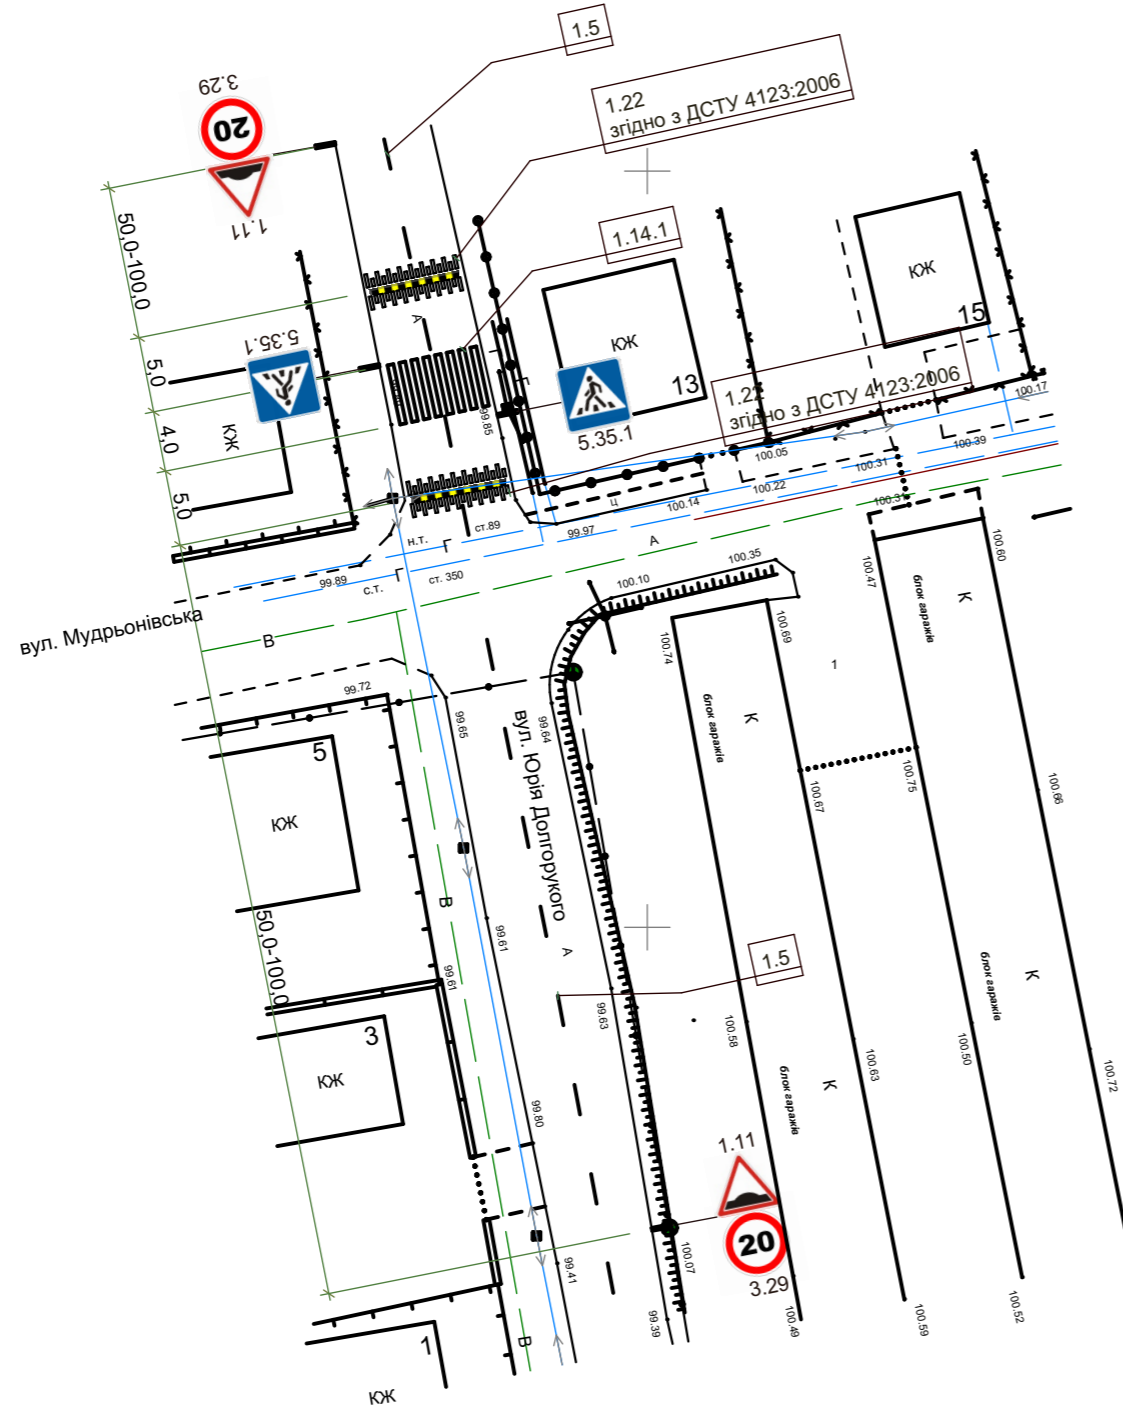 1.5
1.22
згідно з ДСТУ 4123:2006
3.29
20
1.11
1.14.1
50,0-100,0
5,0
4,0
5,0
5.35.1
КЖ
А
99.85
КЖ
13
5.35.1
КЖ
15
1.22
згідно з ДСТУ 4123:2006
100.17
100.39
100.05
100.31
100.22
100.14
100.31
Ц
99.97
ст.89
н.т.
Г
А
99.89
с.т.
Г
ст. 350
вул. Мудрьонівська
В
100.10
100.35
100.60
100.47
100.74
100.69
блок гаражів
К
1
99.72
99.65
99.64
вул. Юрія Долгорукого
блок гаражів
К
5
КЖ
100.67
100.75
100.66
50,0-100,0
В
99.61
99.61
А
1.5
3
КЖ
99.63
100.58
100.63
100.50
100.72
блок гаражів
К
блок гаражів
К
99.80
1.11
20
3.29
100.07
99.41
99.39
100.49
100.59
100.52
В
1
КЖ